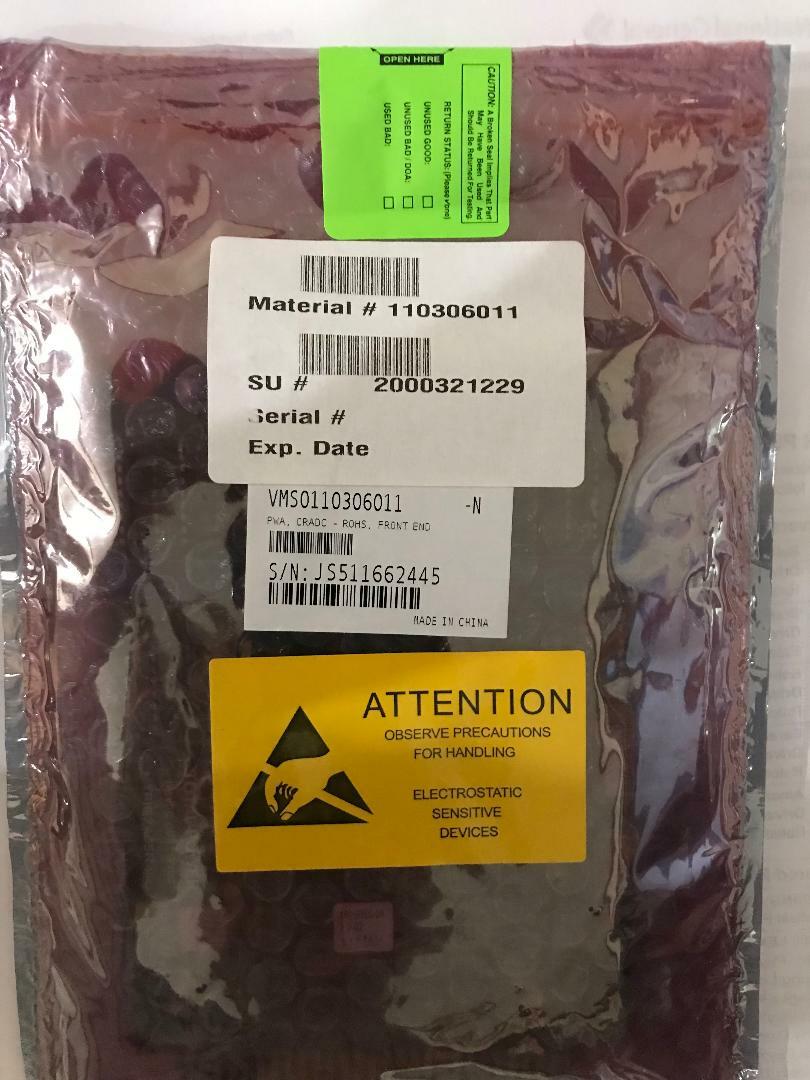 OPEN HERE
CAUTION: A Broken Seal Implies That Part
May Have Been Used And
Should Be Returned For Testing.
RETURN STATUS: (Please
UNUSED GOOD:
UNUSED BAD / DOA:
USED BAD:
Material # 110306011
SU # 2000321229
Serial #
Exp. Date
VMS0110306011 -N
PWA, CRADC - ROHS, FRONT END
S/N: JS511662445
MADE IN CHINA
ATTENTION
OBSERVE PRECAUTIONS
FOR HANDLING
ELECTROSTATIC
SENSITIVE
DEVICES